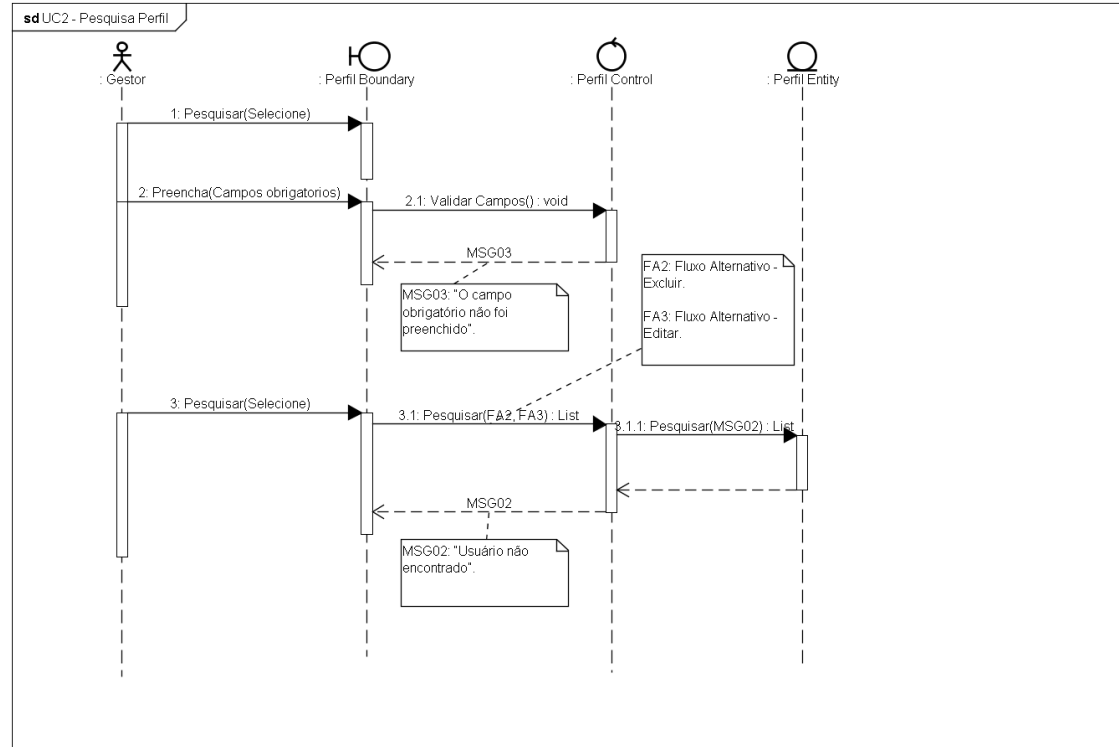 sd UC2 - Pesquisa Perfil
: Gestor
: Perfil Boundary
: Perfil Control
: Perfil Entity
1: Pesquisar(Selecione)
2: Preencha(Campos obrigatorios)
2.1: Validar Campos() : void
MSG03
MSG03: "O campo
obrigatório não foi
preenchido".
FA2: Fluxo Alternativo -
Excluir.
FA3: Fluxo Alternativo -
Editar.
3: Pesquisar(Selecione)
3.1: Pesquisar(FA2, FA3) : List
3.1.1: Pesquisar(MSG02) : List
MSG02
MSG02: "Usuário não
encontrado".